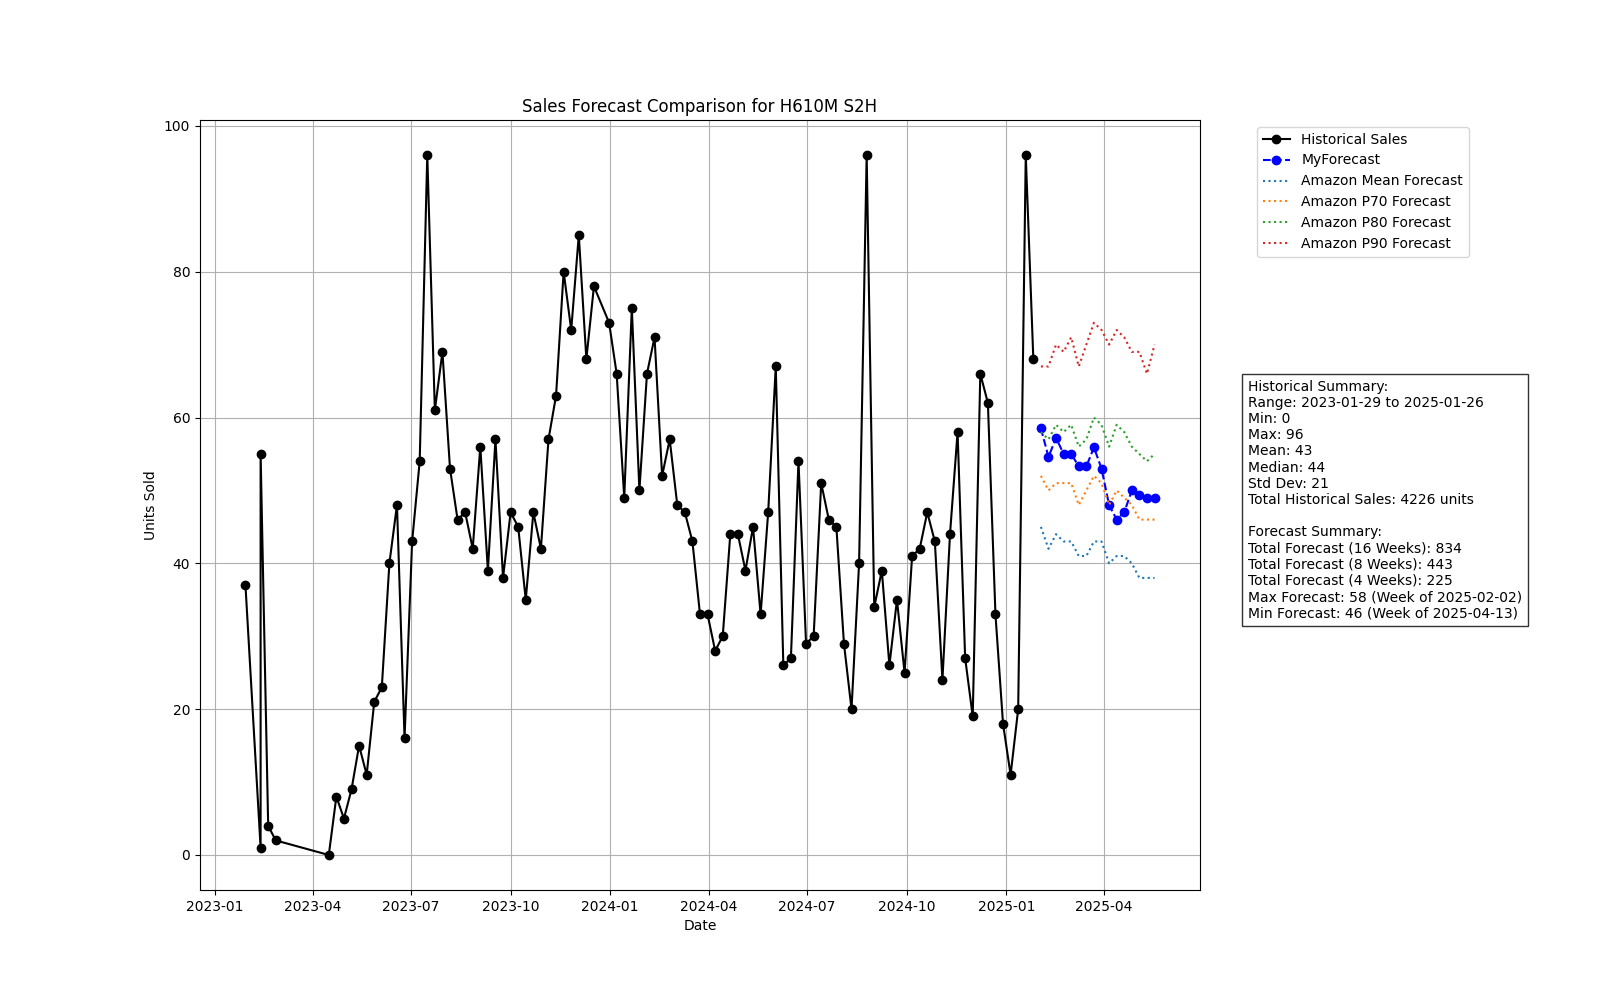 Sales Forecast Comparison for H610M S2H
100
80
60
40
20
0
Units Sold
2023-01
2023-04
2023-07
2023-10
2024-01
2024-04
2024-07
2024-10
2025-01
2025-04
Date
Historical Sales
MyForecast
Amazon Mean Forecast
Amazon P70 Forecast
Amazon P80 Forecast
Amazon P90 Forecast
Historical Summary:
Range: 2023-01-29 to 2025-01-26
Min: 0
Max: 96
Mean: 43
Median: 44
Std Dev: 21
Total Historical Sales: 4226 units
Forecast Summary:
Total Forecast (16 Weeks): 834
Total Forecast (8 Weeks): 443
Total Forecast (4 Weeks): 225
Max Forecast: 58 (Week of 2025-02-02)
Min Forecast: 46 (Week of 2025-04-13)